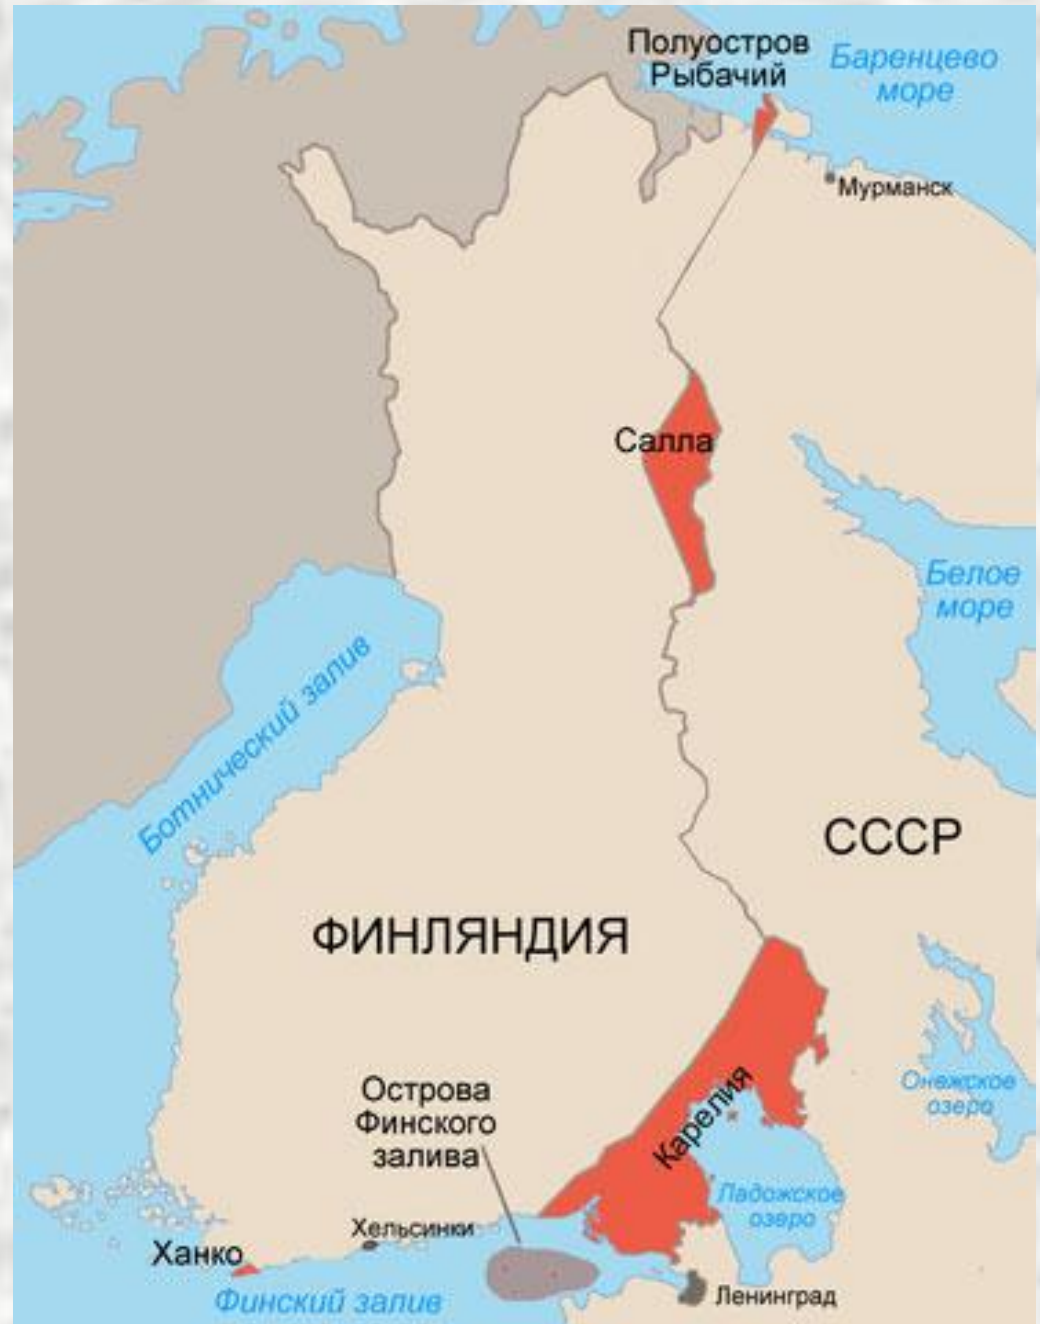 Полуостров
Рыбачий
Баренцево
море
Мурманск
Салла
Белое
море
Ботнический залив
СССР
ФИНЛЯНДИЯ
Острова
Финского
залива
Карелия
Онежское
озеро
Ладожское
озеро
Хельсинки
Ханко
Финский залив
Ленинград